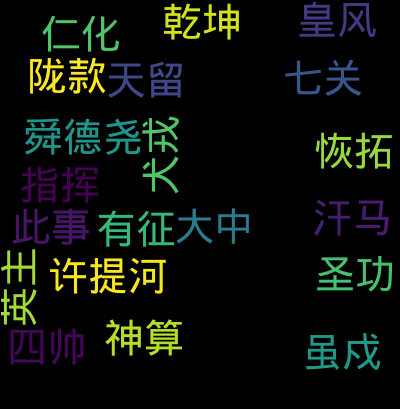 仁化
乾坤
皇风
陇款
天留
七关
舜德尧
犬戎
恢拓
指挥
此事
有征
大中
汗马
英主
许提河
圣功
四帅
神算
虽戍